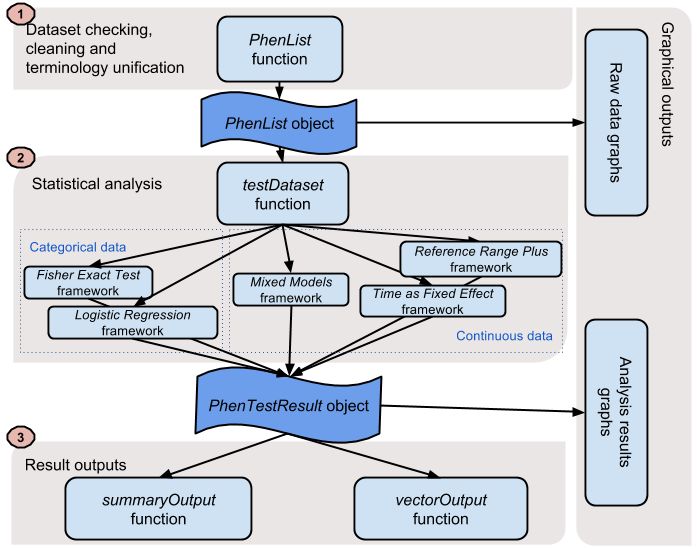 1
Dataset checking,
cleaning and
terminology unification
PhenList
function
PhenList object
Graphical outputs
Raw data graphs
2
Statistical analysis
testDataset
function
Categorical data
Fisher Exact Test
framework
Logistic Regression
framework
Mixed Models
framework
Reference Range Plus
framework
Time as Fixed Effect
framework
Continuous data
PhenTestResult object
Analysis results
graphs
3
Result outputs
summaryOutput
function
vectorOutput
function